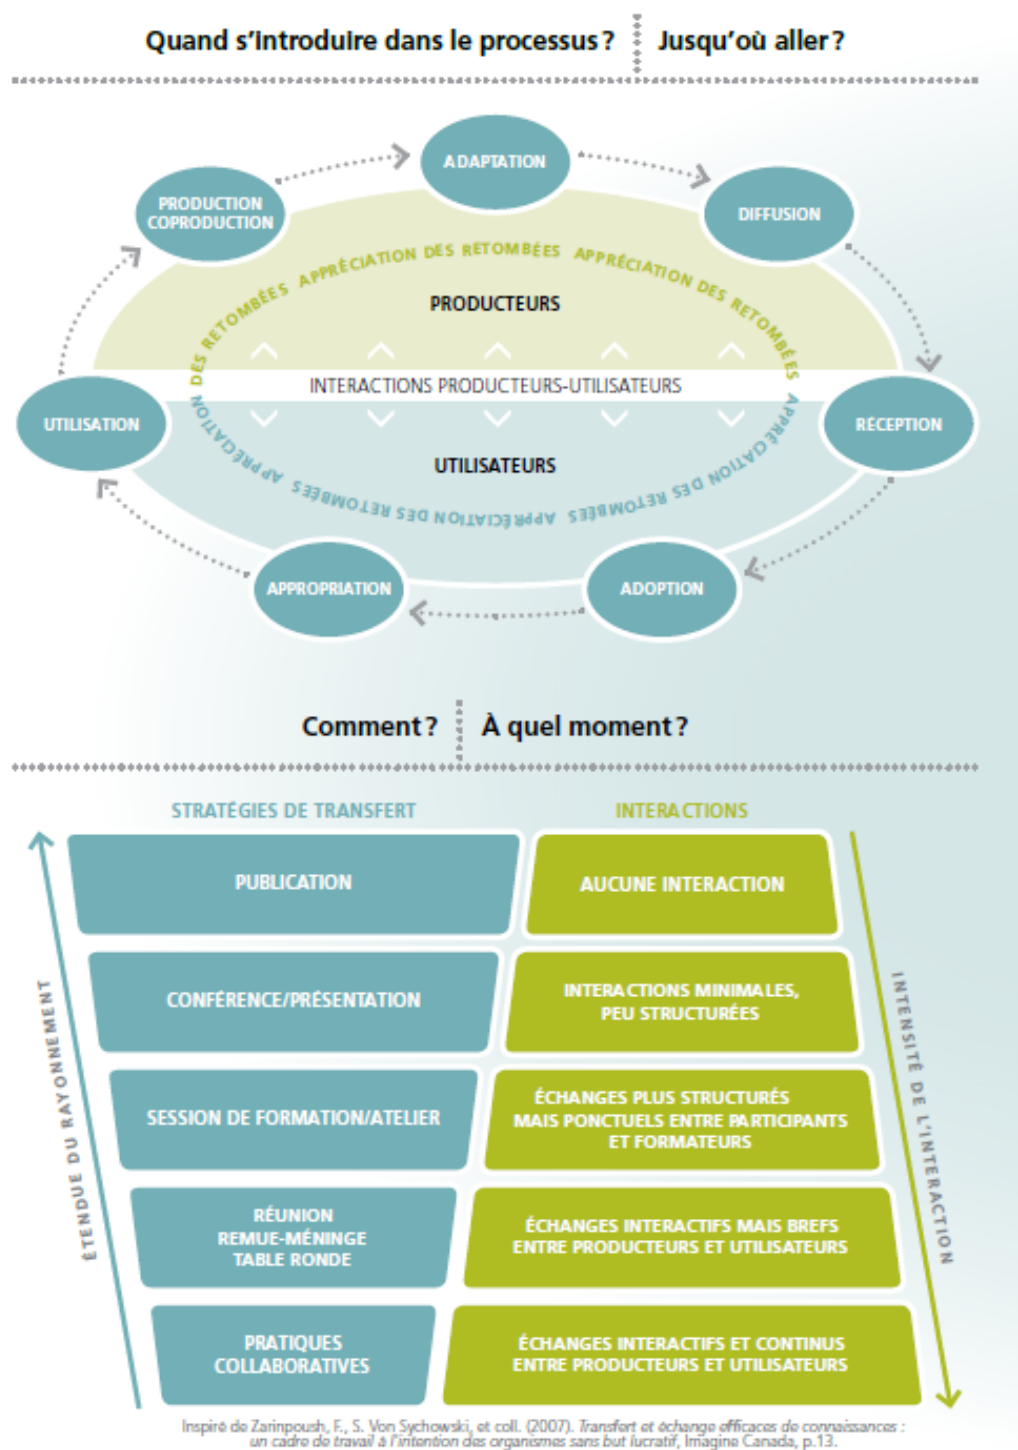 Quand s'introduire dans le processus ?
Jusqu'où aller ?
ADAPTATION
PRODUCTION
COPRODUCTION
DIFFUSION
APPRÉCIATION DES RETOMBÉES APPRÉCIATION DES RETOMBÉES
PRODUCTEURS
INTERACTIONS PRODUCTEURS-UTILISATEURS
UTILISATION
RÉCEPTION
UTILISATEURS
APPRÉCIATION DES RETOMBÉES APPRÉCIATION DES RETOMBÉES APPRÉCIATION DES RETOMBÉES
APPROPRIATION
ADOPTION
Comment ?
À quel moment ?
STRATÉGIES DE TRANSFERT
INTERACTIONS
PUBLICATION
AUCUNE INTERACTION
CONFÉRENCE/PRÉSENTATION
INTERACTIONS MINIMALES,
PEU STRUCTURÉES
SESSION DE FORMATION/ATELIER
ÉCHANGES PLUS STRUCTURÉS
MAIS PONCTUELS ENTRE PARTICIPANTS
ET FORMATEURS
RÉUNION
REMUE-MÉNINGE
TABLE RONDE
ÉCHANGES INTERACTIFS MAIS BREFS
ENTRE PRODUCTEURS ET UTILISATEURS
PRATIQUES
COLLABORATIVES
ÉCHANGES INTERACTIFS ET CONTINUS
ENTRE PRODUCTEURS ET UTILISATEURS
ÉTENDUE DU RAYONNEMENT
INTENSITÉ DE L'INTERACTION
Inspiré de Zarinpoush, F., S. Von Sychowski, et coll. (2007). Transfert et échange efficaces de connaissances :
un cadre de travail à l'intention des organismes sans but lucratif, Imagine Canada, p.13.